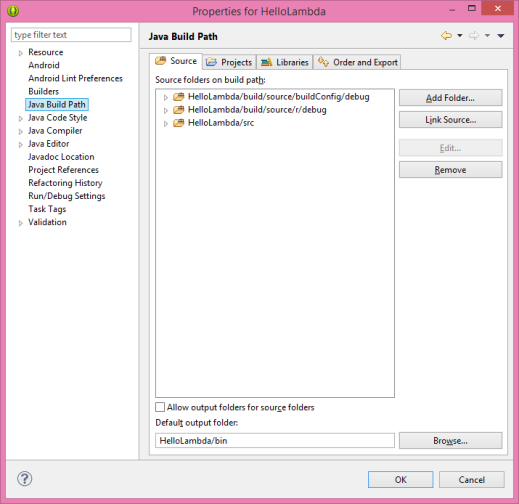 Properties for HelloLambda
type filter text
Resource
Android
Android Lint Preferences
Builders
Java Build Path
Java Code Style
Java Compiler
Java Editor
Javadoc Location
Project References
Refactoring History
Run/Debug Settings
Task Tags
Validation
Java Build Path
Source Projects Libraries Order and Export
Source folders on build path:
HelloLambda/build/source/buildConfig/debug
HelloLambda/build/source/r/debug
HelloLambda/src
Add Folder...
Link Source...
Edit...
Remove
Allow output folders for source folders
Default output folder:
HelloLambda/bin
Browse...
?
OK Cancel